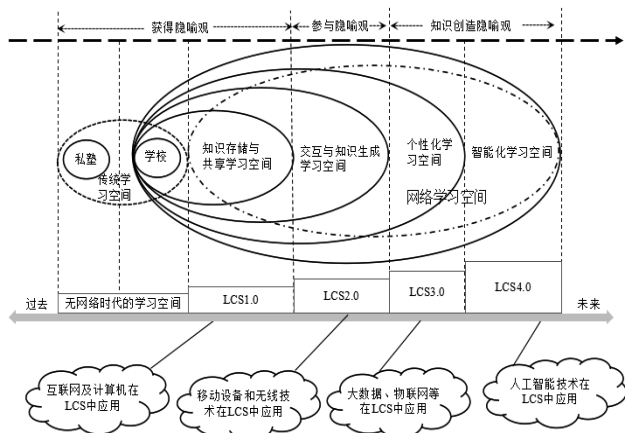 获得隐喻观
参与隐喻观
知识创造隐喻观
私塾
传统学
习空间
学校
知识存储与
共享学习空间
交互与知识生成
学习空间
个性化学
习空间
智能化学习空间
网络学习空间
过去
无网络时代的学习空间
LCS1.0
LCS2.0
LCS3.0
LCS4.0
未来
互联网及计算机在
LCS中应用
移动设备和无线技
术在LCS中应用
大数据、物联网等
在LCS中应用
人工智能技术在
LCS中应用